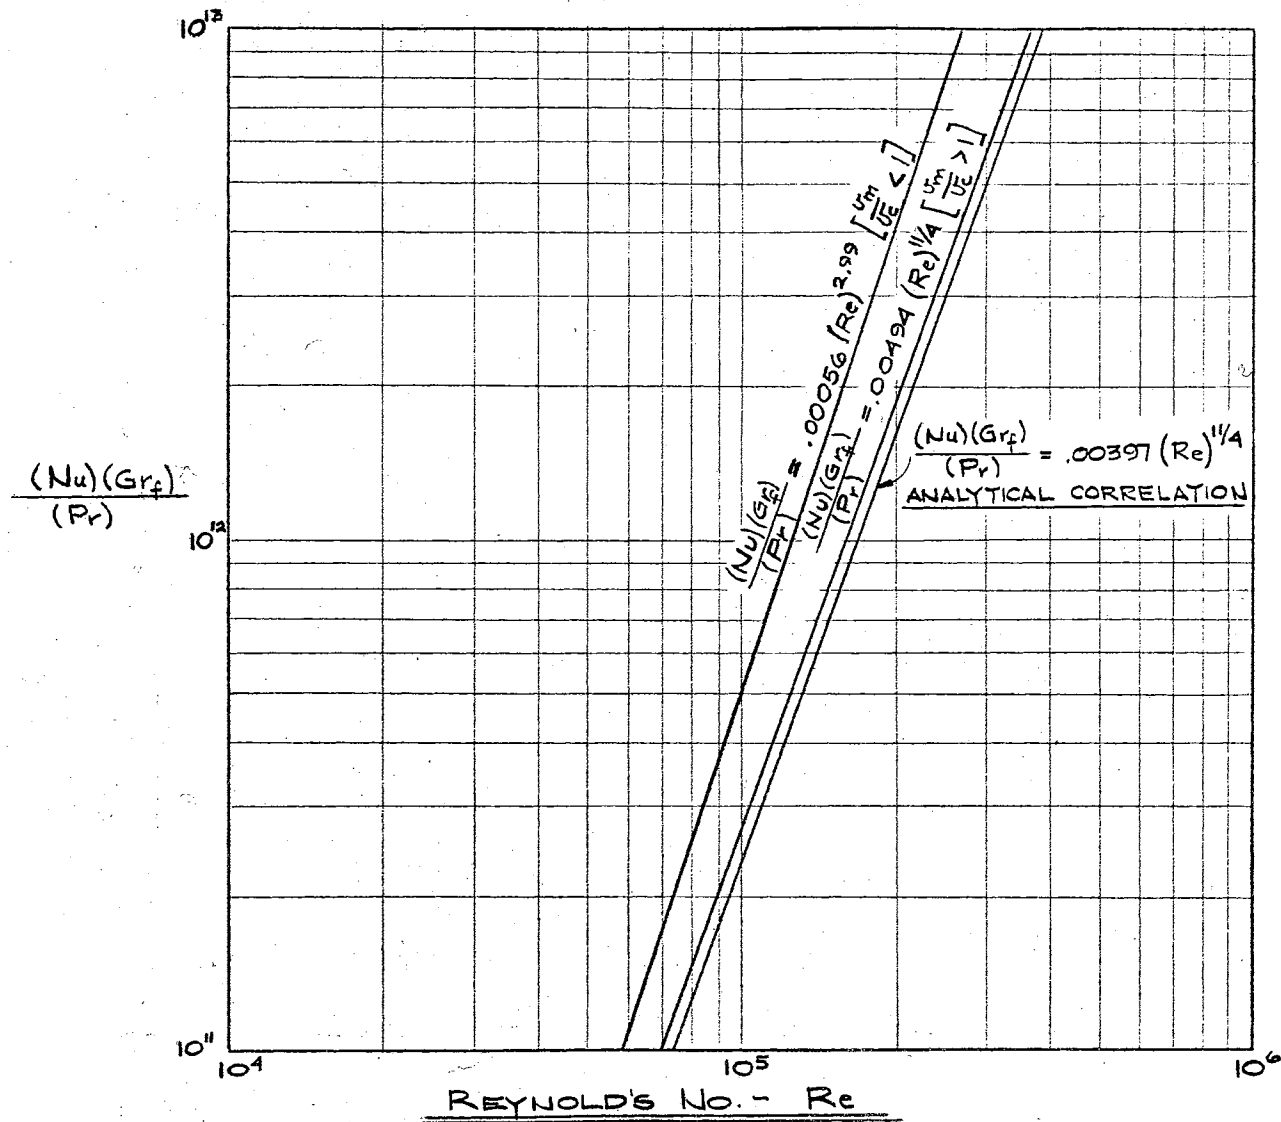 10¹³
(Nu)(Gr_f)/(Pr) = .00056 (Re)^2.99 [Um/Uc < 1]
(Nu)(Gr_f)/(Pr) = .00494 (Re)^11/4 [Um/Uc > 1]
(Nu)(Gr_f)/(Pr) = .00397 (Re)^11/4
ANALYTICAL CORRELATION
(Nu)(Gr_f)/(Pr)
10¹²
10¹¹
10⁴ 10⁵ 10⁶
REYNOLD'S NO. - Re